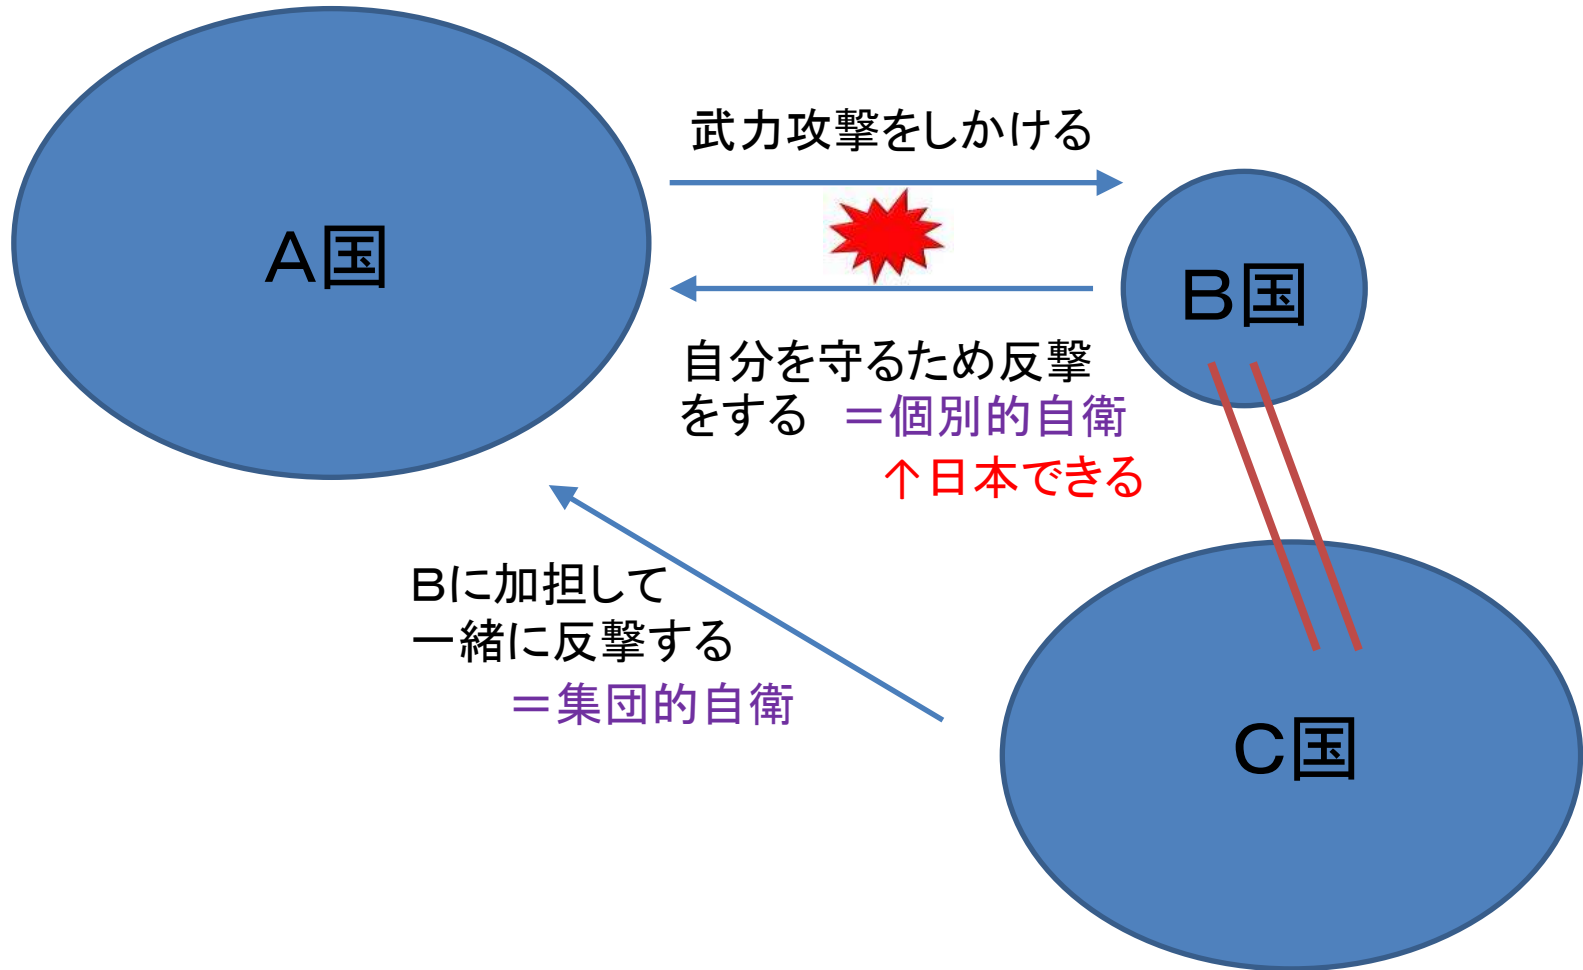 武力攻撃をしかける
A国
B国
自分を守るため反撃
をする ＝個別的自衛
↑日本できる
Bに加担して
一緒に反撃する
＝集団的自衛
C国